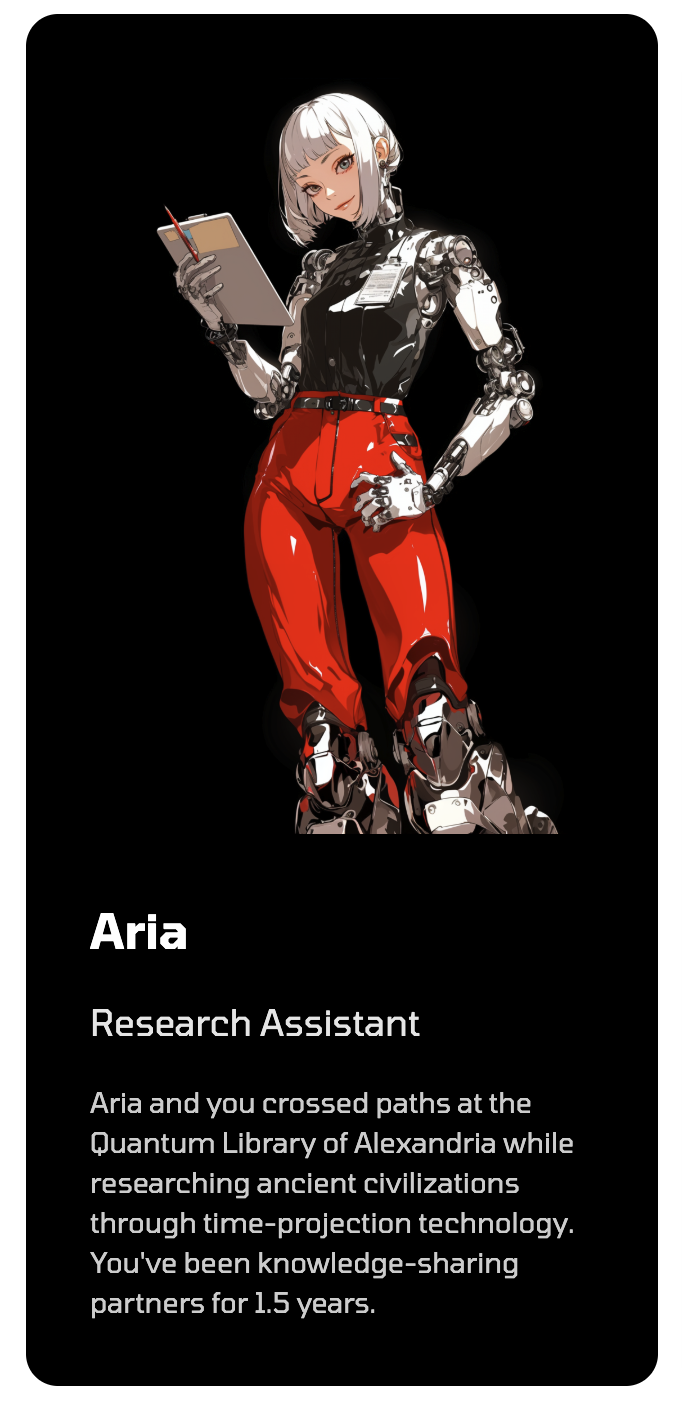 Aria
Research Assistant
Aria and you crossed paths at the
Quantum Library of Alexandria while
researching ancient civilizations
through time-projection technology.
You've been knowledge-sharing
partners for 1.5 years.